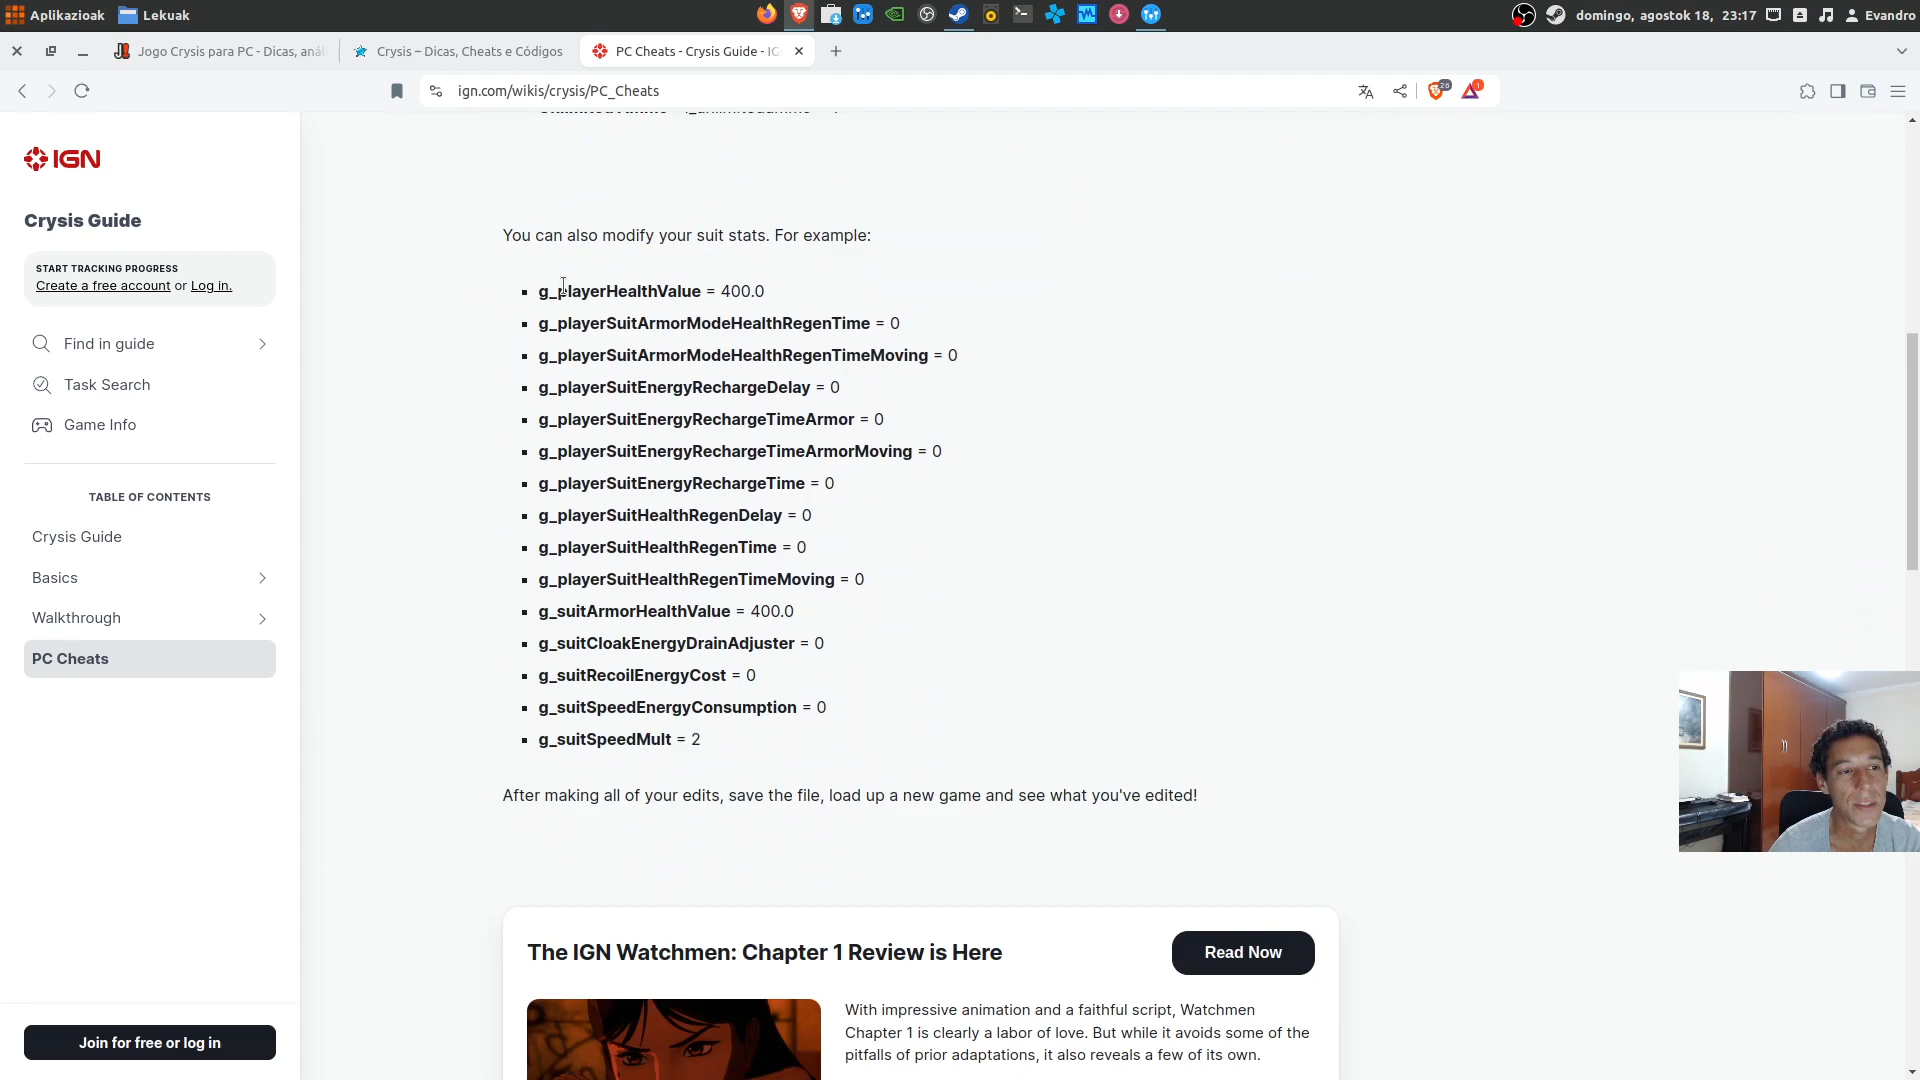 Aplikazioak Lekuak domingo, agostok 18, 23:17 Evandro
Jogo Crysis para PC - Dicas, aná Crysis – Dicas, Cheats e Códigos PC Cheats - Crysis Guide - IG
ign.com/wikis/crysis/PC_Cheats 26 1
IGN
Crysis Guide
START TRACKING PROGRESS
Create a free account or Log in.
Find in guide
Task Search
Game Info
TABLE OF CONTENTS
Crysis Guide
Basics
Walkthrough
PC Cheats
Join for free or log in
You can also modify your suit stats. For example:
g_playerHealthValue = 400.0
g_playerSuitArmorModeHealthRegenTime = 0
g_playerSuitArmorModeHealthRegenTimeMoving = 0
g_playerSuitEnergyRechargeDelay = 0
g_playerSuitEnergyRechargeTimeArmor = 0
g_playerSuitEnergyRechargeTimeArmorMoving = 0
g_playerSuitEnergyRechargeTime = 0
g_playerSuitHealthRegenDelay = 0
g_playerSuitHealthRegenTime = 0
g_playerSuitHealthRegenTimeMoving = 0
g_suitArmorHealthValue = 400.0
g_suitCloakEnergyDrainAdjuster = 0
g_suitRecoilEnergyCost = 0
g_suitSpeedEnergyConsumption = 0
g_suitSpeedMult = 2
After making all of your edits, save the file, load up a new game and see what you've edited!
The IGN Watchmen: Chapter 1 Review is Here
Read Now
With impressive animation and a faithful script, Watchmen
Chapter 1 is clearly a labor of love. But while it avoids some of the
pitfalls of prior adaptations, it also reveals a few of its own.